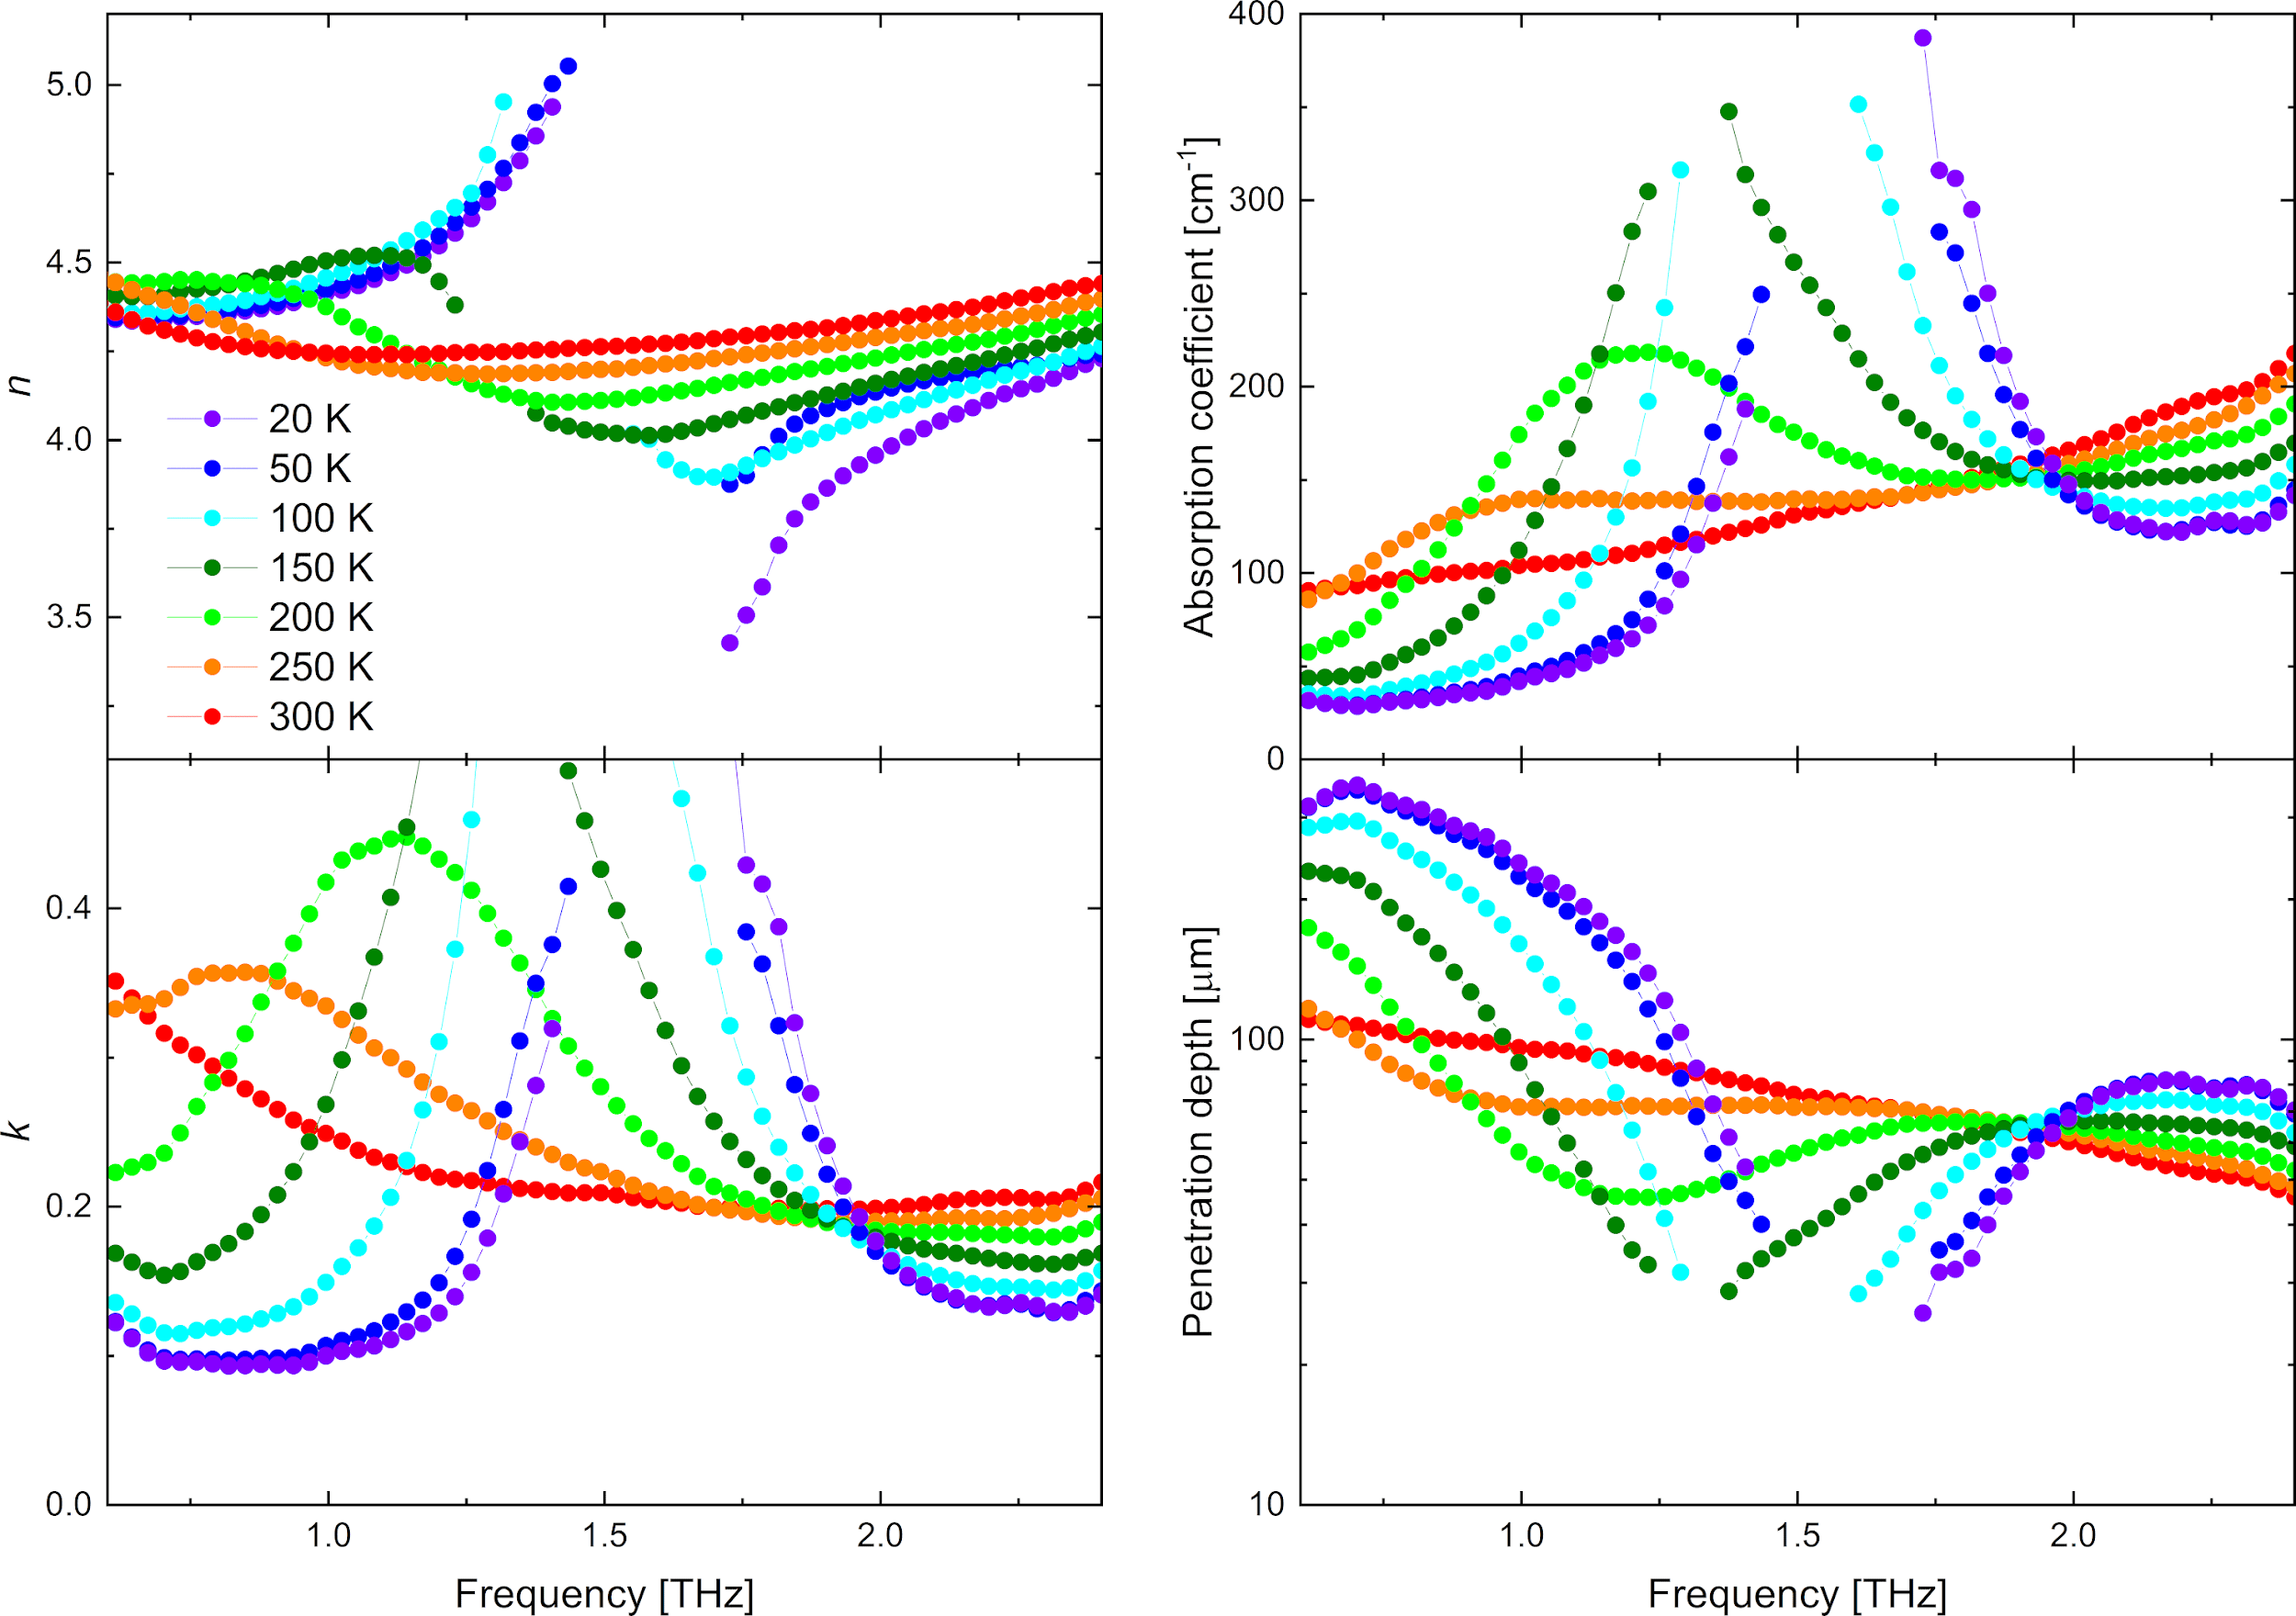 5.0
4.5
4.0
3.5
n
20 K
50 K
100 K
150 K
200 K
250 K
300 K
0.4
0.2
0.0
k
1.0
1.5
2.0
Frequency [THz]
400
300
200
100
0
Absorption coefficient [cm-1]
100
10
Penetration depth [μm]
1.0
1.5
2.0
Frequency [THz]